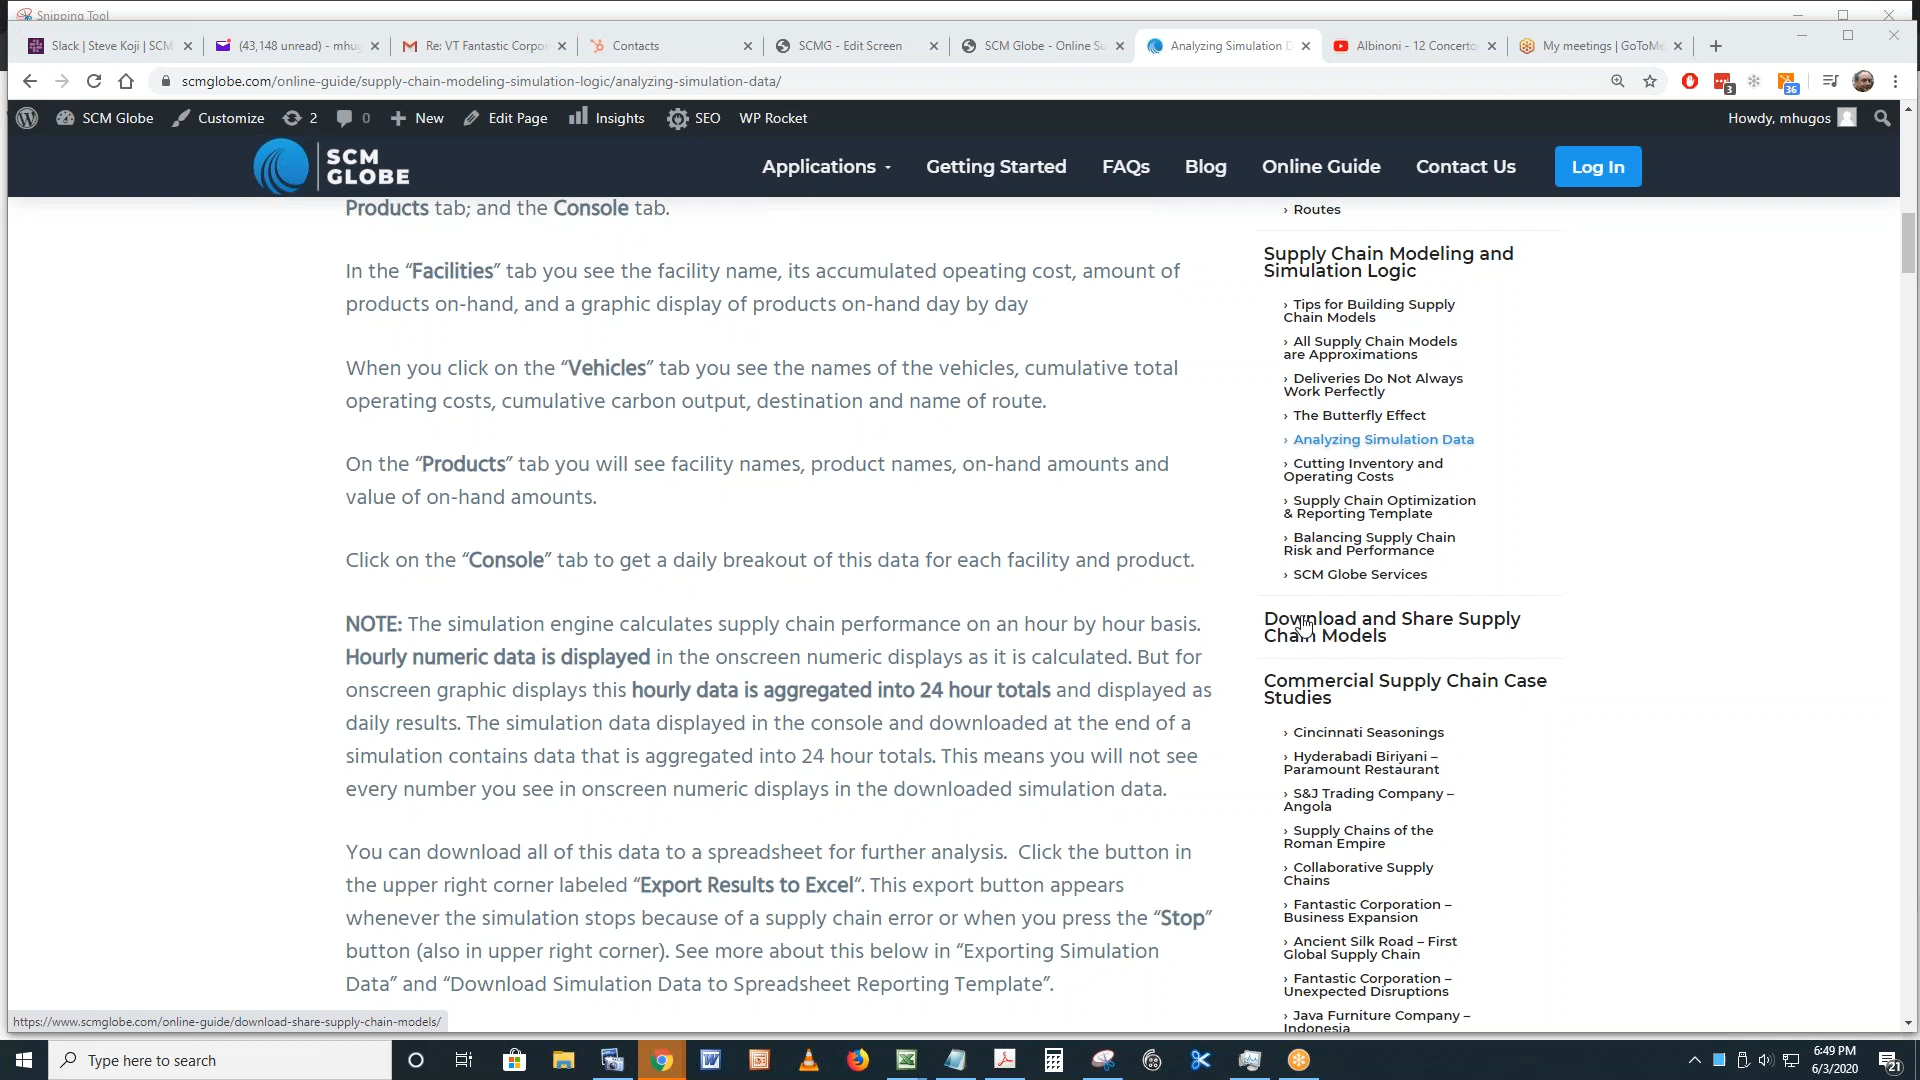 Snipping Tool
Slack | Steve Koji | SCM
(43,148 unread) - mhug
Re: VT Fantastic Corpo
Contacts
SCMG - Edit Screen
SCM Globe - Online Su
Analyzing Simulation D
Albinoni - 12 Concerto
My meetings | GoToMe
scmglobe.com/online-guide/supply-chain-modeling-simulation-logic/analyzing-simulation-data/
3
36
SCM Globe
Customize
2
0
New
Edit Page
Insights
SEO
WP Rocket
Howdy, mhugos
SCM
GLOBE
Applications
Getting Started
FAQs
Blog
Online Guide
Contact Us
Log In
Products tab; and the Console tab.
In the “Facilities” tab you see the facility name, its accumulated opeating cost, amount of
products on-hand, and a graphic display of products on-hand day by day
When you click on the “Vehicles” tab you see the names of the vehicles, cumulative total
operating costs, cumulative carbon output, destination and name of route.
On the “Products” tab you will see facility names, product names, on-hand amounts and
value of on-hand amounts.
Click on the “Console” tab to get a daily breakout of this data for each facility and product.
NOTE: The simulation engine calculates supply chain performance on an hour by hour basis.
Hourly numeric data is displayed in the onscreen numeric displays as it is calculated. But for
onscreen graphic displays this hourly data is aggregated into 24 hour totals and displayed as
daily results. The simulation data displayed in the console and downloaded at the end of a
simulation contains data that is aggregated into 24 hour totals. This means you will not see
every number you see in onscreen numeric displays in the downloaded simulation data.
You can download all of this data to a spreadsheet for further analysis.  Click the button in
the upper right corner labeled “Export Results to Excel“. This export button appears
whenever the simulation stops because of a supply chain error or when you press the “Stop”
button (also in upper right corner). See more about this below in “Exporting Simulation
Data” and “Download Simulation Data to Spreadsheet Reporting Template”.
› Routes
Supply Chain Modeling and
Simulation Logic
› Tips for Building Supply
Chain Models
› All Supply Chain Models
are Approximations
› Deliveries Do Not Always
Work Perfectly
› The Butterfly Effect
› Analyzing Simulation Data
› Cutting Inventory and
Operating Costs
› Supply Chain Optimization
& Reporting Template
› Balancing Supply Chain
Risk and Performance
› SCM Globe Services
Download and Share Supply
Chain Models
Commercial Supply Chain Case
Studies
› Cincinnati Seasonings
› Hyderabadi Biriyani –
Paramount Restaurant
› S&J Trading Company –
Angola
› Supply Chains of the
Roman Empire
› Collaborative Supply
Chains
› Fantastic Corporation –
Business Expansion
› Ancient Silk Road – First
Global Supply Chain
› Fantastic Corporation –
Unexpected Disruptions
› Java Furniture Company –
Indonesia
https://www.scmglobe.com/online-guide/download-share-supply-chain-models/
Type here to search
6:49 PM
6/3/2020
21